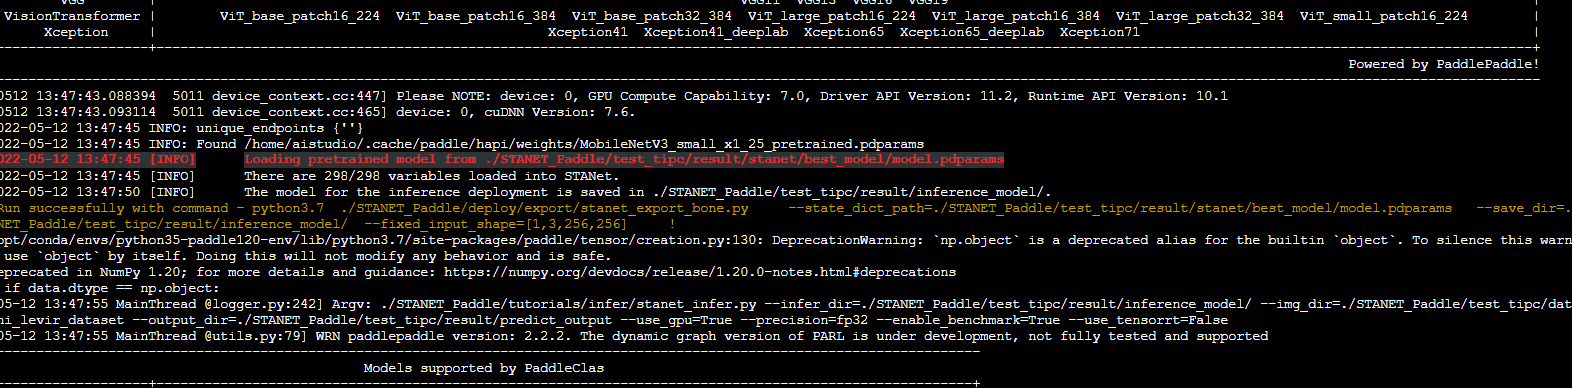 VisionTransformer | ViT_base_patch16_224 ViT_base_patch16_384 ViT_base_patch32_384 ViT_large_patch16_224 ViT_large_patch16_384 ViT_large_patch32_384 ViT_small_patch16_224 |
Xception | Xception41 Xception41_deeplab Xception65 Xception65_deeplab Xception71 |
Powered by PaddlePaddle!
0512 13:47:43.088394 5011 device_context.cc:447] Please NOTE: device: 0, GPU Compute Capability: 7.0, Driver API Version: 11.2, Runtime API Version: 10.1
0512 13:47:43.093114 5011 device_context.cc:465] device: 0, cuDNN Version: 7.6.
022-05-12 13:47:45 INFO: unique_endpoints {''}
022-05-12 13:47:45 INFO: Found /home/aistudio/.cache/paddle/hapi/weights/MobileNetV3_small_x1_25_pretrained.pdparams
022-05-12 13:47:45 [INFO] Loading pretrained model from ./STANET_Paddle/test_tipc/result/stanet/best_model/model.pdparams
022-05-12 13:47:45 [INFO] There are 298/298 variables loaded into STANet.
022-05-12 13:47:50 [INFO] The model for the inference deployment is saved in ./STANET_Paddle/test_tipc/result/inference_model/.
Run successfully with command - python3.7 ./STANET_Paddle/deploy/export/stanet_export_bone.py --state_dict_path=./STANET_Paddle/test_tipc/result/stanet/best_model/model.pdparams --save_dir=.
NET_Paddle/test_tipc/result/inference_model/ --fixed_input_shape=[1,3,256,256] !
opt/conda/envs/python35-paddle120-env/lib/python3.7/site-packages/paddle/tensor/creation.py:130: DeprecationWarning: `np.object` is a deprecated alias for the builtin `object`. To silence this warn
use `object` by itself. Doing this will not modify any behavior and is safe.
eprecated in NumPy 1.20; for more details and guidance: https://numpy.org/devdocs/release/1.20.0-notes.html#deprecations
if data.dtype == np.object:
05-12 13:47:55 MainThread @logger.py:242] Argv: ./STANET_Paddle/tutorials/infer/stanet_infer.py --infer_dir=./STANET_Paddle/test_tipc/result/inference_model/ --img_dir=./STANET_Paddle/test_tipc/dat
ni_levir_dataset --output_dir=./STANET_Paddle/test_tipc/result/predict_output --use_gpu=True --precision=fp32 --enable_benchmark=True --use_tensorrt=False
05-12 13:47:55 MainThread @utils.py:79] WRN paddlepaddle version: 2.2.2. The dynamic graph version of PARL is under development, not fully tested and supported
Models supported by PaddleClas